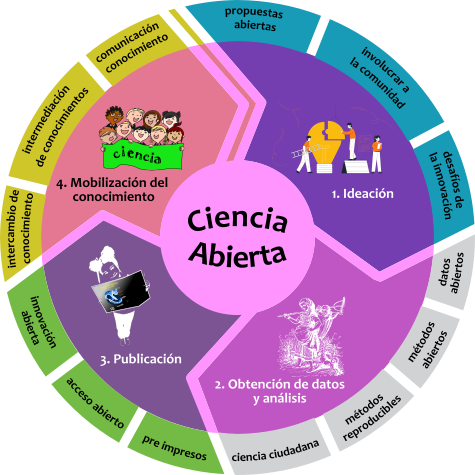 Ciencia
Abierta
1. Ideación
propuestas
abiertas
involucrar a
la comunidad
desafíos de
la innovación
2. Obtención de datos
y análisis
datos
abiertos
métodos
abiertos
métodos
reproducibles
ciencia ciudadana
3. Publicación
pre impresos
acceso abierto
innovación
abierta
4. Mobilización del
conocimiento
ciencia
intercambio de
conocimiento
intermediación
de conocimientos
comunicación
conocimiento